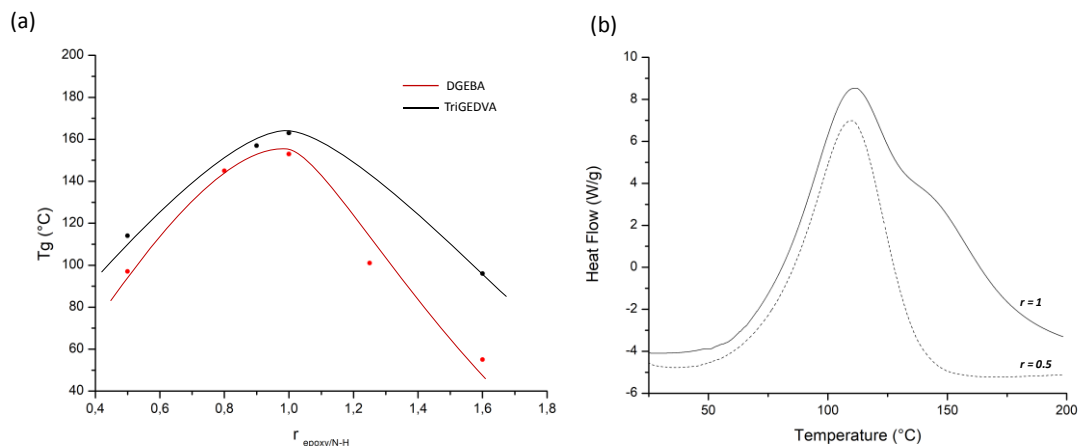 (a)
200
180
160
140
120
100
80
60
40
Tg (°C)
DGEBA
TriGEDVA
0,4 0,6 0,8 1,0 1,2 1,4 1,6 1,8
r epoxy/N-H
(b)
10
8
6
4
2
0
-2
-4
-6
Heat Flow (W/g)
r = 1
r = 0.5
50 100 150 200
Temperature (°C)